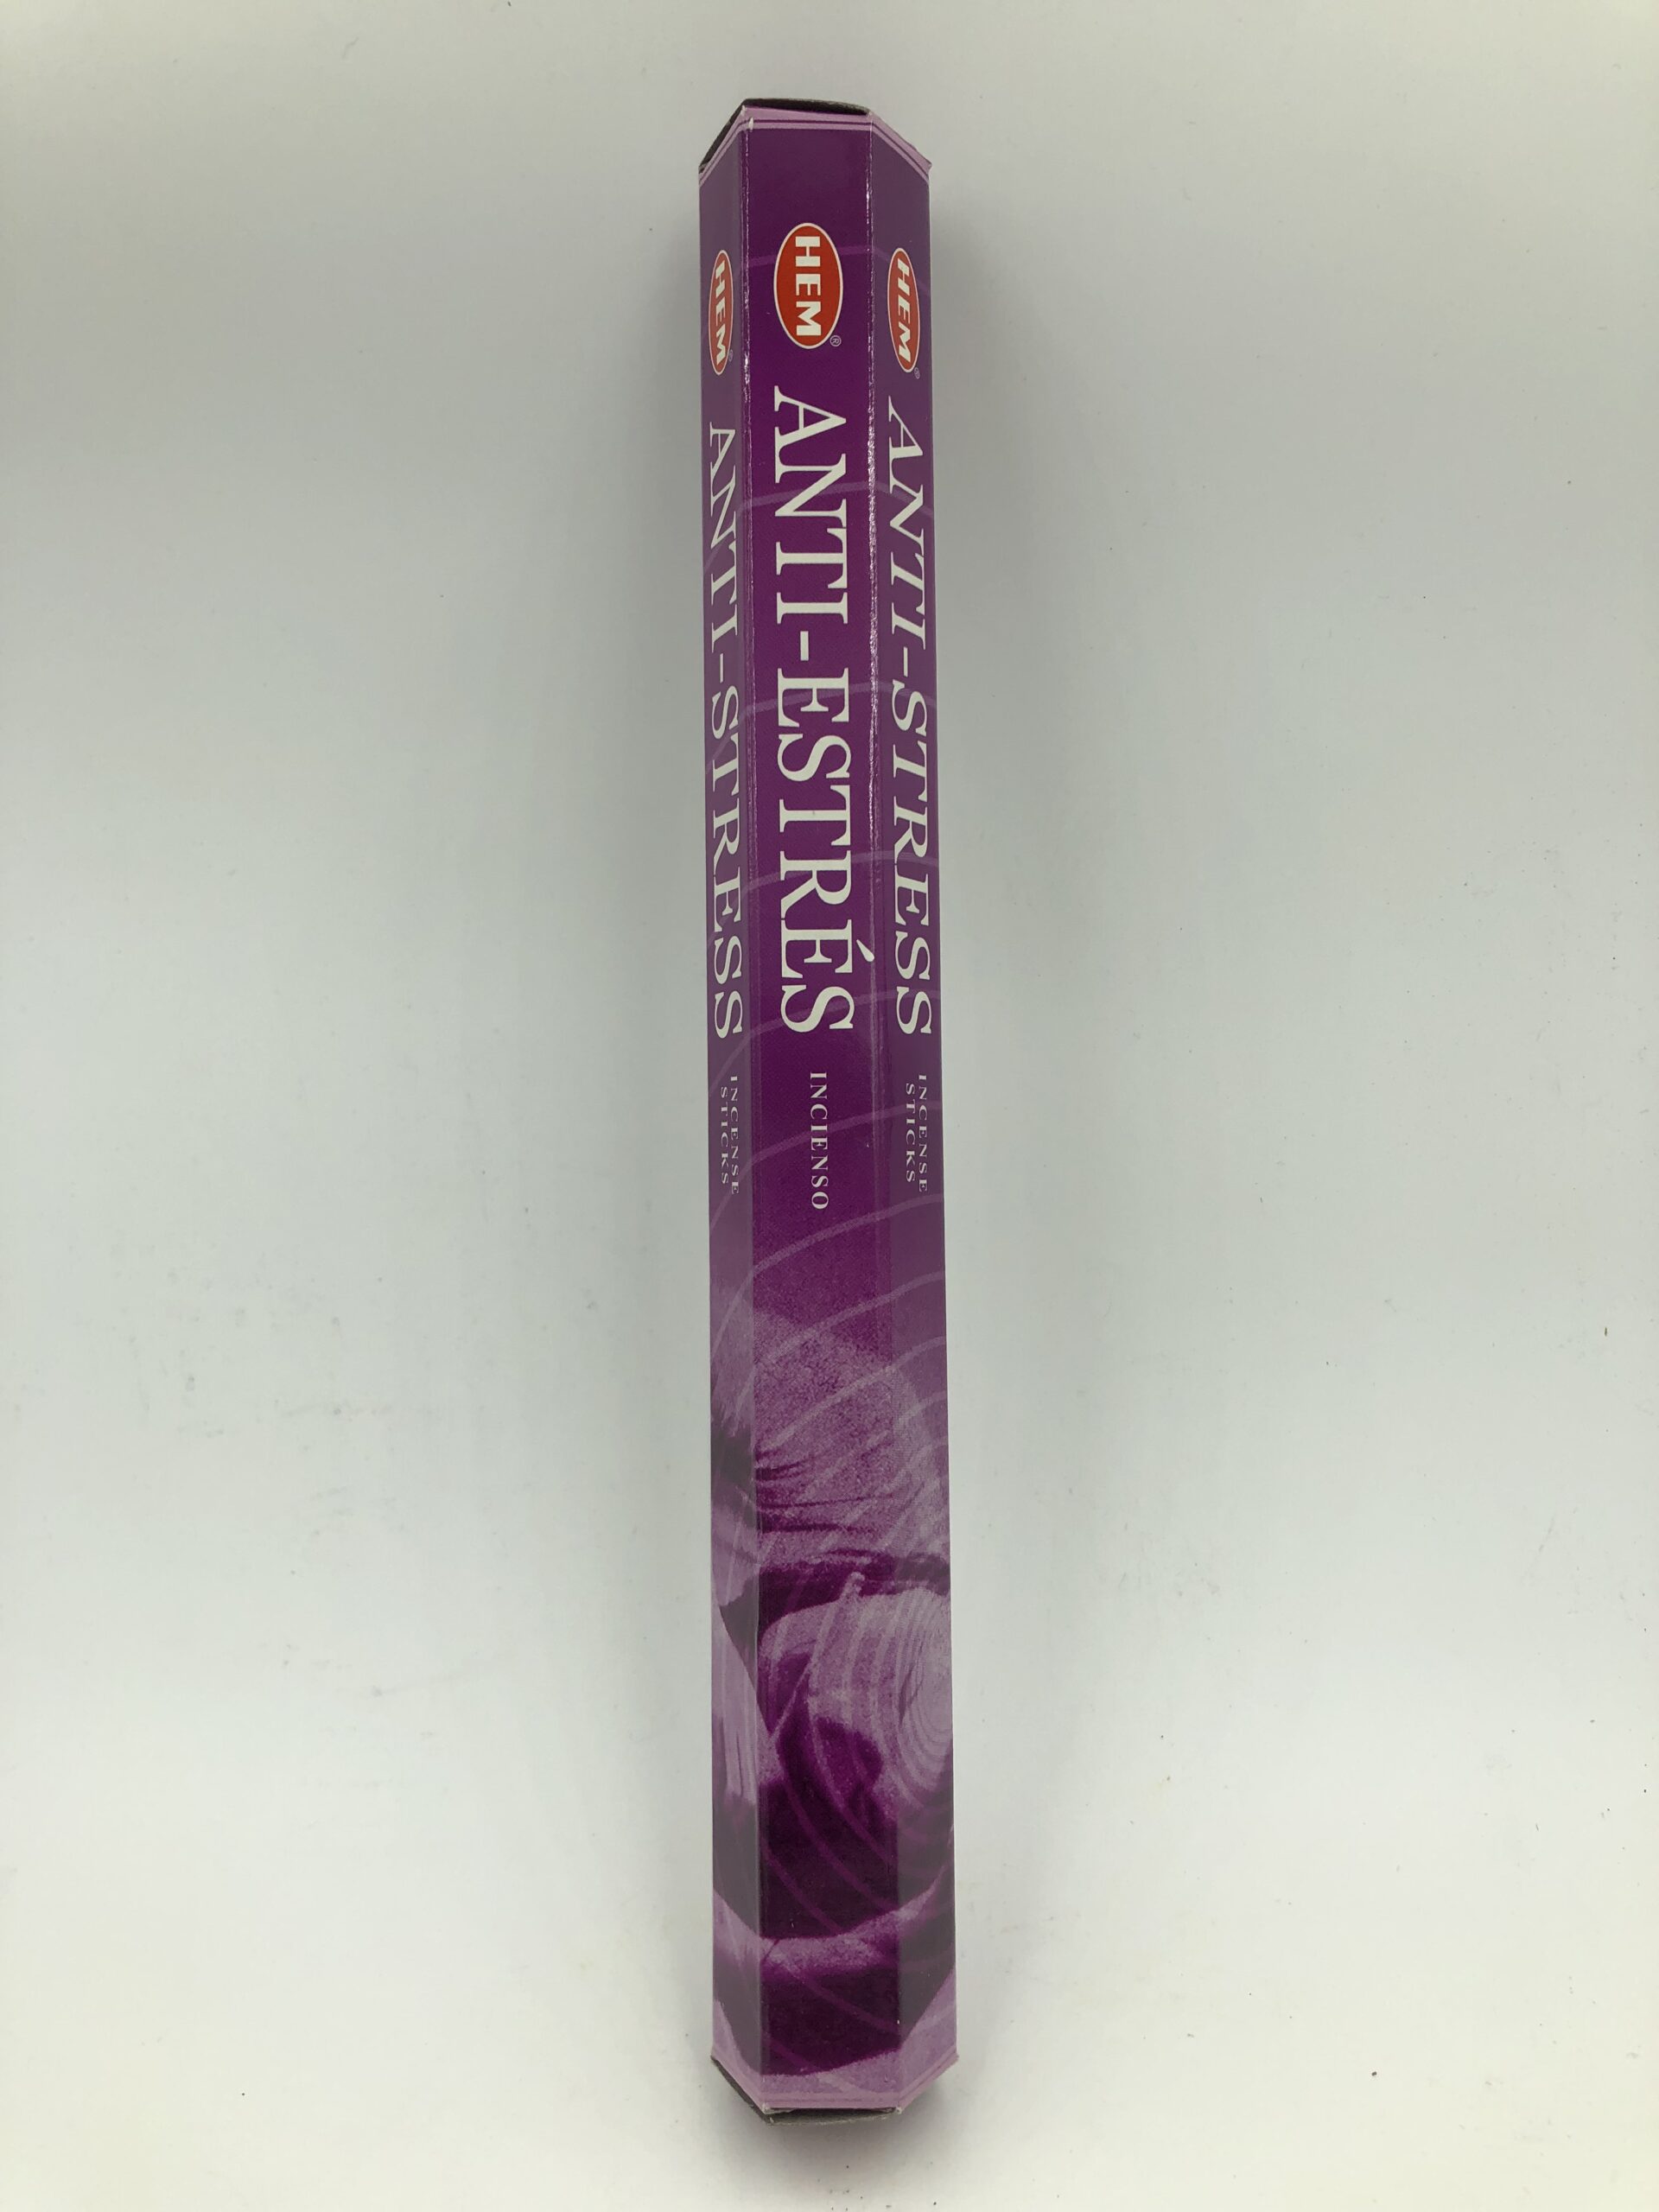 HEM®
ANTI-STRESS
INCENSE
STICKS
HEM®
ANTI-ESTRÉS
INCIENSO
HEM®
ANTI-STRESS
INCENSE
STICKS